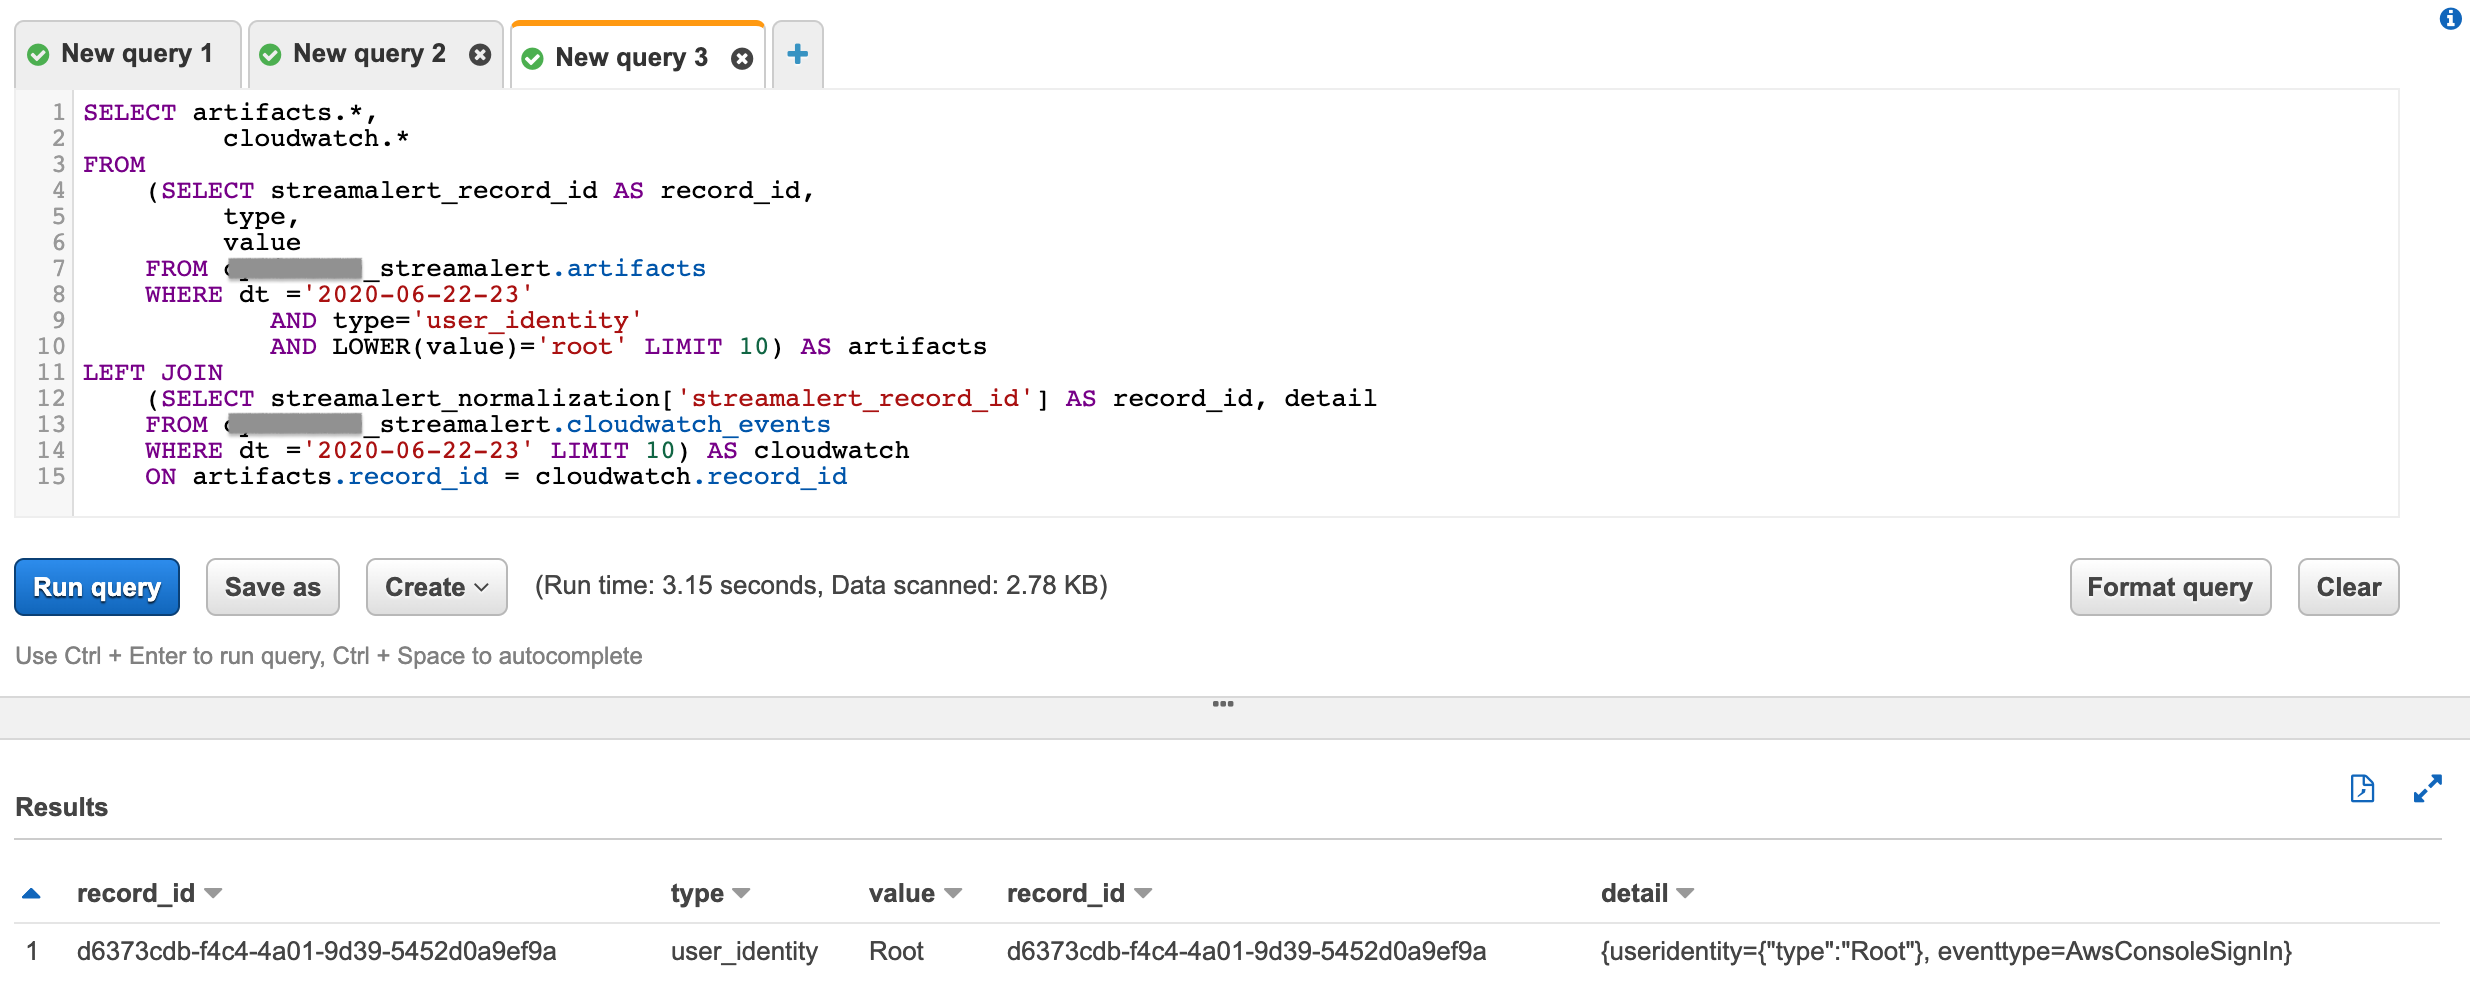 New query 1 New query 2 New query 3 +
1 SELECT artifacts.*,
2 cloudwatch.*
3 FROM
4 (SELECT streamalert_record_id AS record_id,
5 type,
6 value
7 FROM _streamalert.artifacts
8 WHERE dt ='2020-06-22-23'
9 AND type='user_identity'
10 AND LOWER(value)='root' LIMIT 10) AS artifacts
11 LEFT JOIN
12 (SELECT streamalert_normalization['streamalert_record_id'] AS record_id, detail
13 FROM _streamalert.cloudwatch_events
14 WHERE dt ='2020-06-22-23' LIMIT 10) AS cloudwatch
15 ON artifacts.record_id = cloudwatch.record_id
Run query Save as Create (Run time: 3.15 seconds, Data scanned: 2.78 KB) Format query Clear
Use Ctrl + Enter to run query, Ctrl + Space to autocomplete
Results
record_id type value record_id detail
1 d6373cdb-f4c4-4a01-9d39-5452d0a9ef9a user_identity Root d6373cdb-f4c4-4a01-9d39-5452d0a9ef9a {useridentity={"type":"Root"}, eventtype=AwsConsoleSignIn}